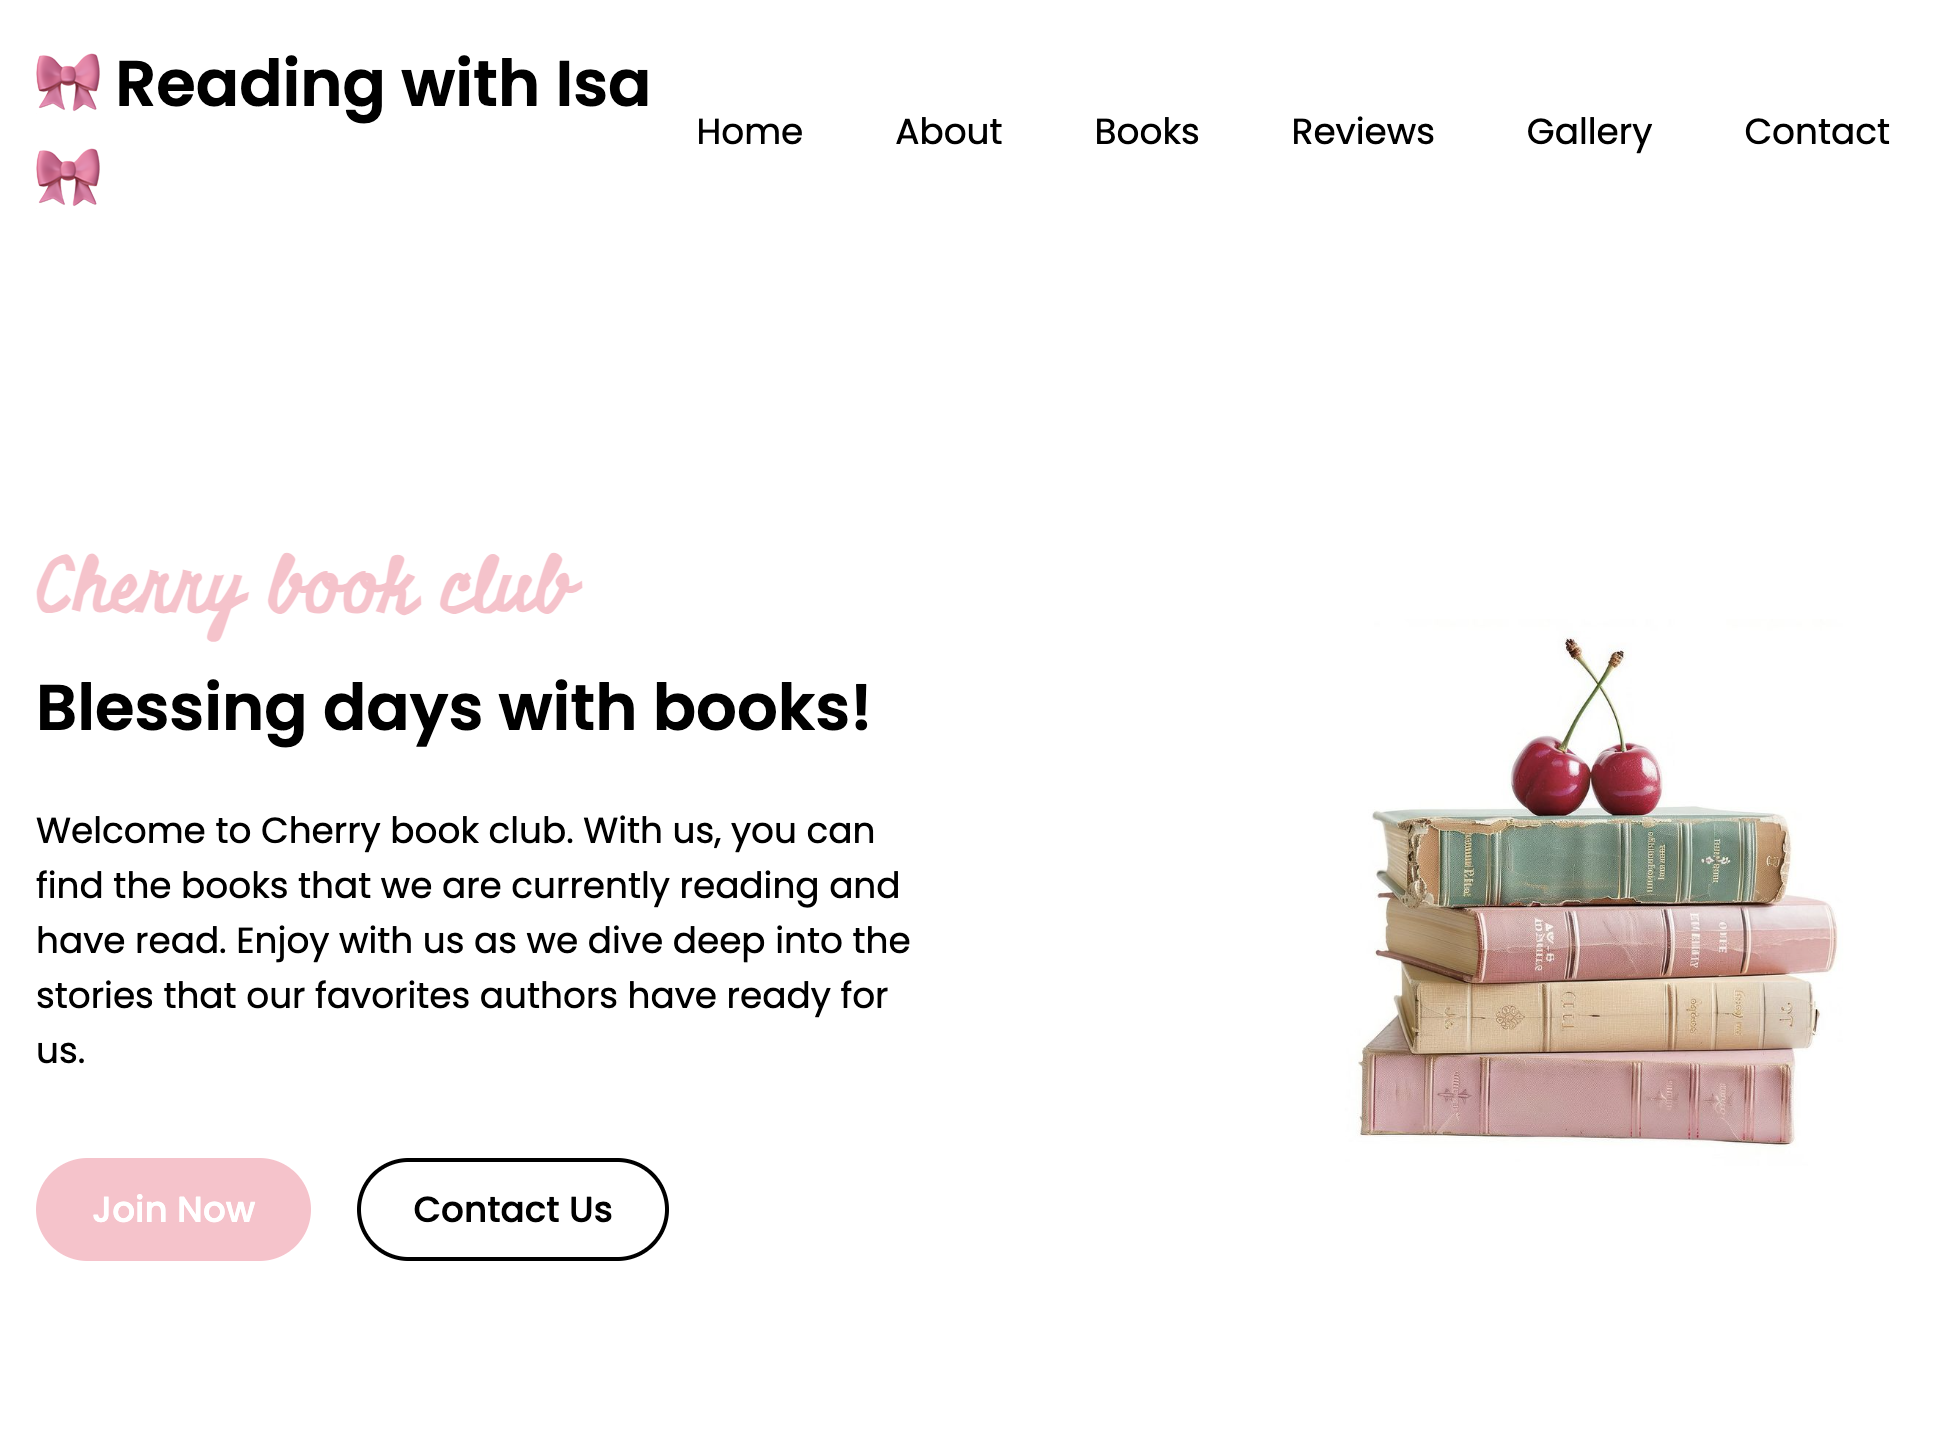 🎀 Reading with Isa
🎀
Home About Books Reviews Gallery Contact
Cherry book club
Blessing days with books!
Welcome to Cherry book club. With us, you can
find the books that we are currently reading and
have read. Enjoy with us as we dive deep into the
stories that our favorites authors have ready for
us.
Join Now Contact Us